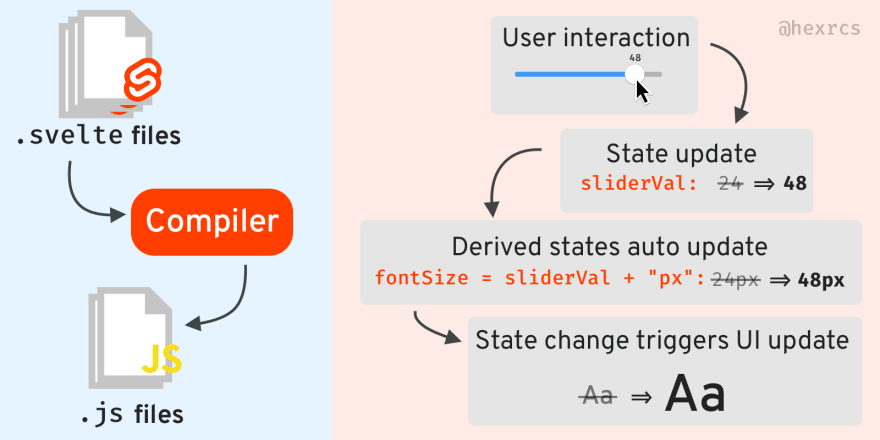 .svelte files
Compiler
JS
.js files
@hexrcs
User interaction
48
State update
sliderVal: 24 ⇒ 48
Derived states auto update
fontSize = sliderVal + "px": 24px ⇒ 48px
State change triggers UI update
Aa ⇒ Aa